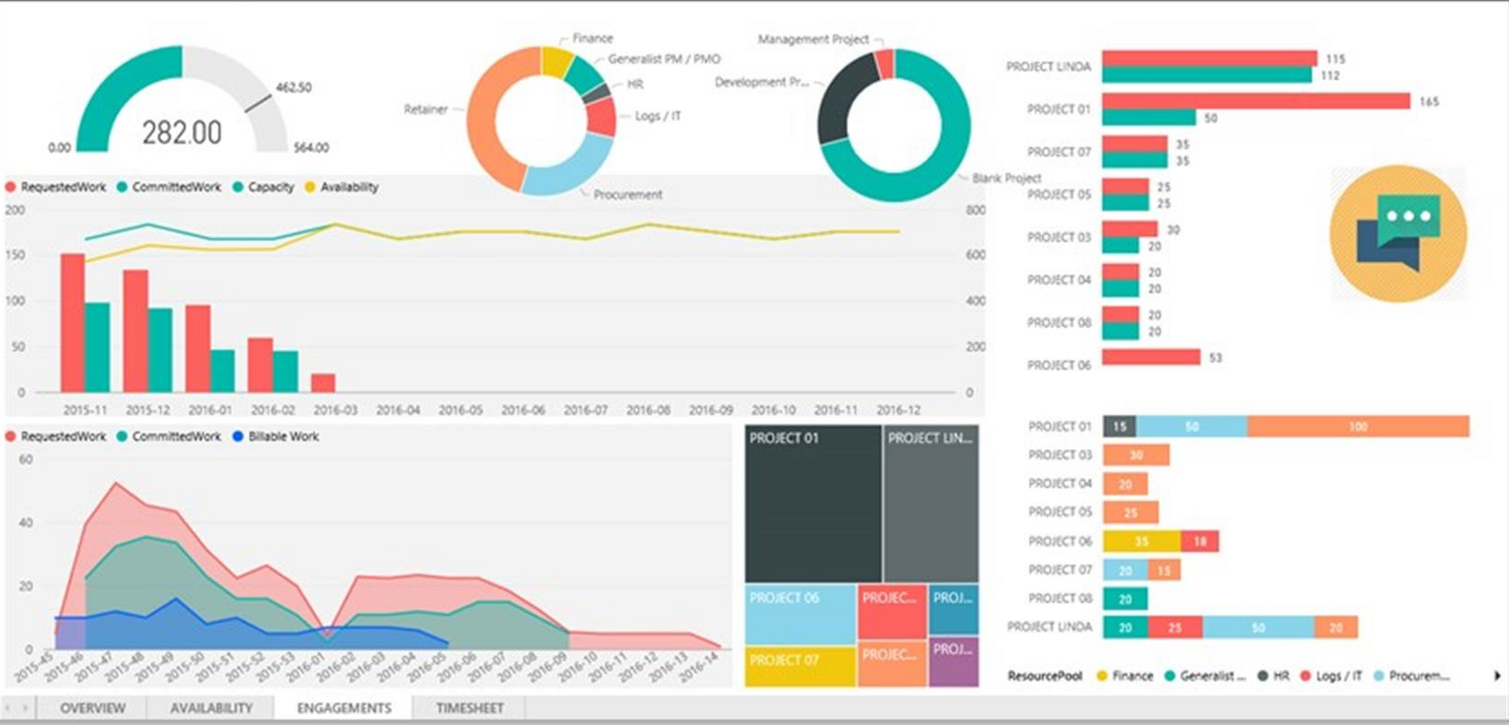 0.00
282.00
462.50
564.00
Finance
Generalist PM / PMO
HR
Logs / IT
Procurement
Retainer
Management Project
Development Pr...
Blank Project
RequestedWork CommittedWork Capacity Availability
200
150
100
50
0
800
600
400
200
0
2015-11 2015-12 2016-01 2016-02 2016-03 2016-04 2016-05 2016-06 2016-07 2016-08 2016-09 2016-10 2016-11 2016-12
RequestedWork CommittedWork Billable Work
60
40
20
0
2015-45 2015-46 2015-47 2015-48 2015-49 2015-50 2015-51 2015-52 2015-53 2016-01 2016-02 2016-03 2016-04 2016-05 2016-06 2016-07 2016-08 2016-09 2016-10 2016-11 2016-12 2016-13 2016-14
PROJECT 01
PROJECT LIN...
PROJECT 06
PROJEC...
PROJ...
PROJECT 07
PROJEC...
PROJ...
PROJECT LINDA 115
112
PROJECT 01 165
50
PROJECT 07 35
35
PROJECT 05 25
25
PROJECT 03 30
20
PROJECT 04 20
20
PROJECT 08 20
20
PROJECT 06 53
PROJECT 01 15 50 100
PROJECT 03 30
PROJECT 04 20
PROJECT 05 25
PROJECT 06 35 18
PROJECT 07 20 15
PROJECT 08 20
PROJECT LINDA 20 25 50 20
ResourcePool Finance Generalist ... HR Logs / IT Procurem...
OVERVIEW AVAILABILITY ENGAGEMENTS TIMESHEET